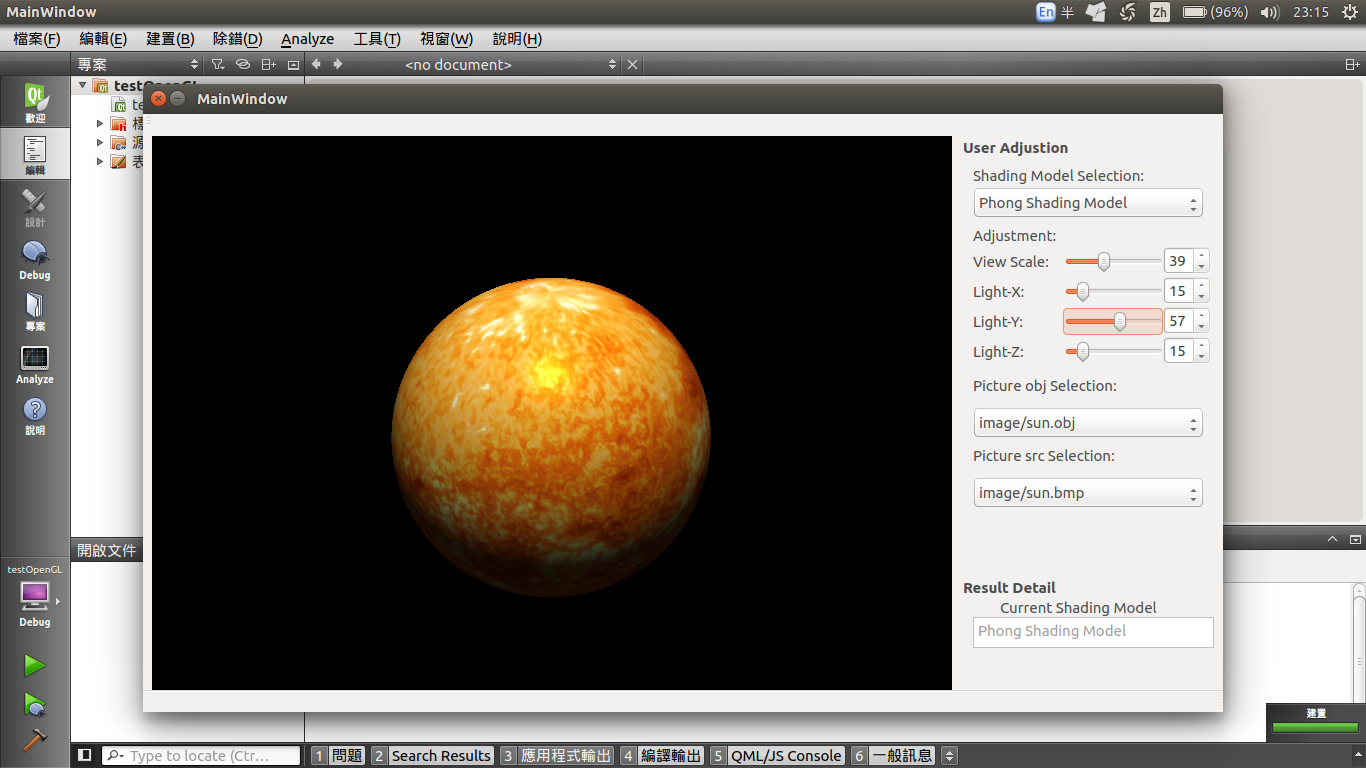 MainWindow
En 半 Zh (96%) 23:15
檔案(F) 編輯(E) 建置(B) 除錯(D) Analyze 工具(T) 視窗(W) 說明(H)
專案 <no document>
歡迎
編輯
設計
Debug
專案
Analyze
說明
testOpenGL
te
標
源
表
MainWindow
User Adjustion
Shading Model Selection:
Phong Shading Model
Adjustment:
View Scale: 39
Light-X: 15
Light-Y: 57
Light-Z: 15
Picture obj Selection:
image/sun.obj
Picture src Selection:
image/sun.bmp
Result Detail
Current Shading Model
Phong Shading Model
開啟文件
testOpenGL
Debug
建置
Type to locate (Ctr...
1 問題 2 Search Results 3 應用程式輸出 4 編譯輸出 5 QML/JS Console 6 一般訊息